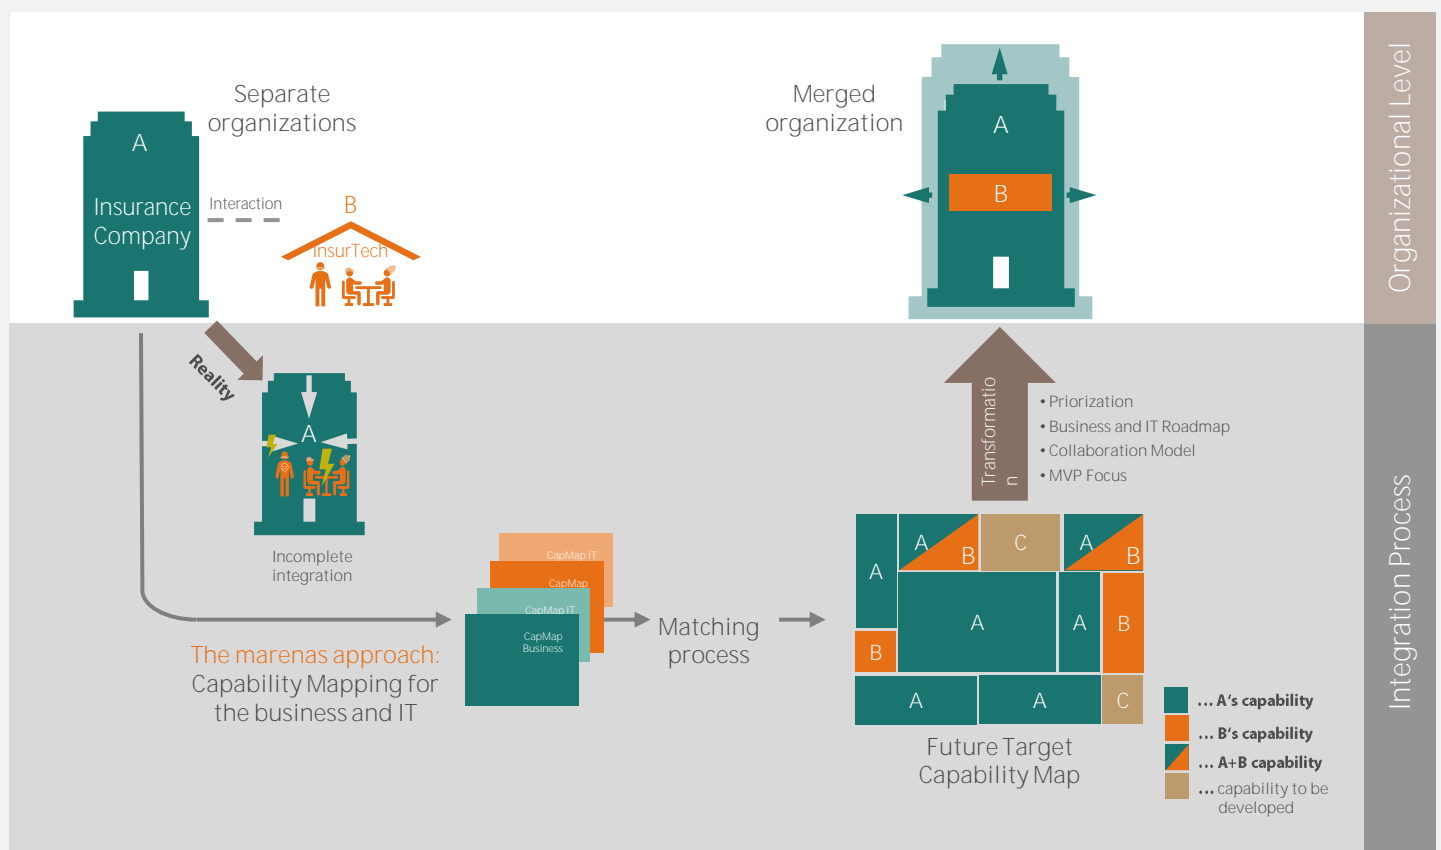 Separate
organizations
A
Insurance
Company
Interaction
B
InsurTech
Merged
organization
A
B
Organizational Level
Reality
A
Incomplete
integration
The marenas approach:
Capability Mapping for
the business and IT
CapMap IT
CapMap
CapMap IT
CapMap
Business
Matching
process
Transformatio
n
• Priorization
• Business and IT Roadmap
• Collaboration Model
• MVP Focus
A
A
B
C
A
B
A
A
B
B
A
A
C
Future Target
Capability Map
... A‘s capability
... B‘s capability
... A+B capability
... capability to be
developed
Integration Process